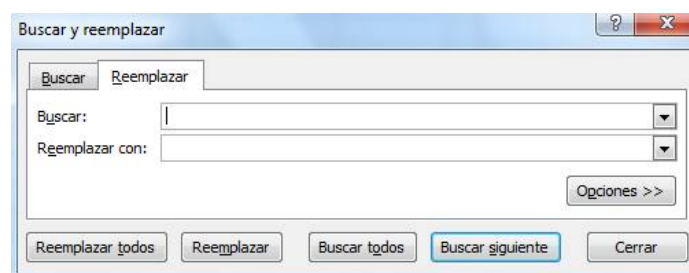 Buscar y reemplazar
?
X
Buscar Reemplazar
Buscar:
Reemplazar con:
Opciones >>
Reemplazar todos Reemplazar Buscar todos Buscar siguiente Cerrar